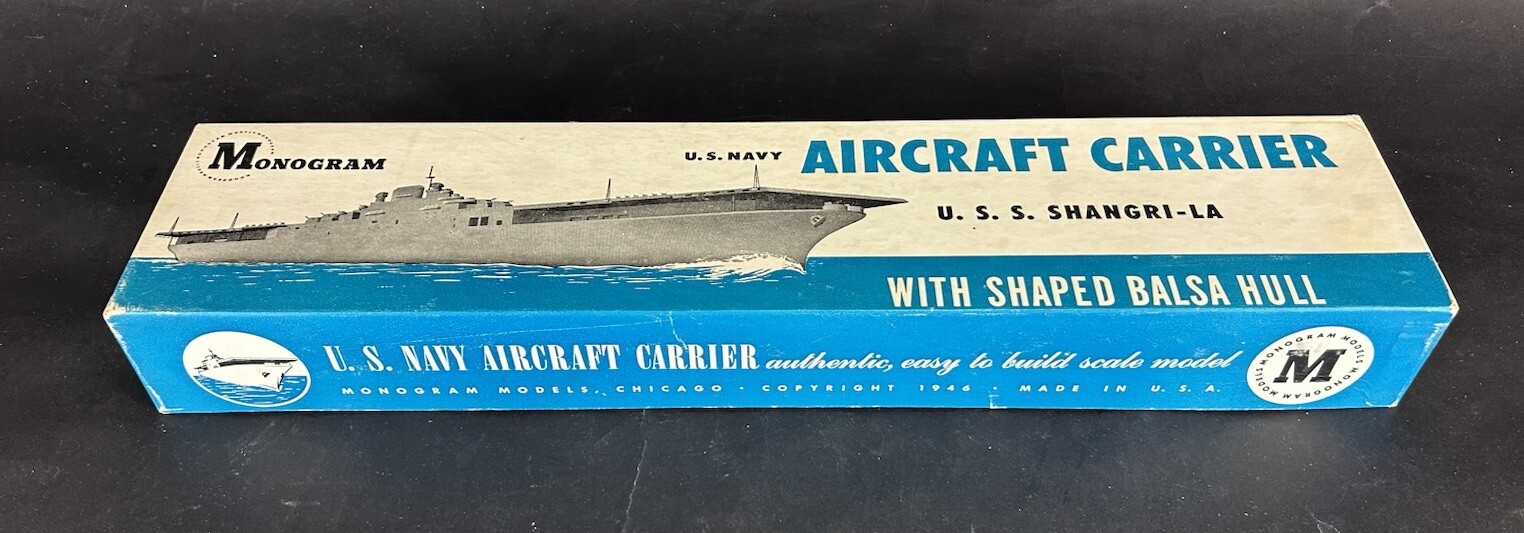 MONOGRAM
U.S. NAVY AIRCRAFT CARRIER
U. S. S. SHANGRI-LA
WITH SHAPED BALSA HULL
U. S. NAVY AIRCRAFT CARRIER authentic, easy to build scale model
MONOGRAM MODELS, CHICAGO · COPYRIGHT 1946 · MADE IN U.S.A.
MONOGRAM MODELS MONOGRAM MODELS
M